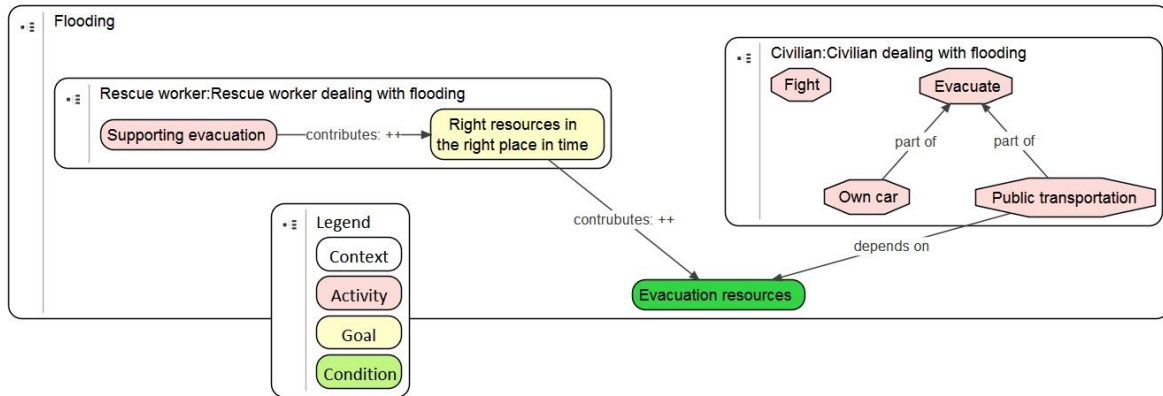 Flooding
Civilian:Civilian dealing with flooding
Fight
Evacuate
Rescue worker:Rescue worker dealing with flooding
Supporting evacuation
contributes: ++
Right resources in
the right place in time
part of
part of
Own car
Public transportation
contrubutes: ++
depends on
Evacuation resources
Legend
Context
Activity
Goal
Condition